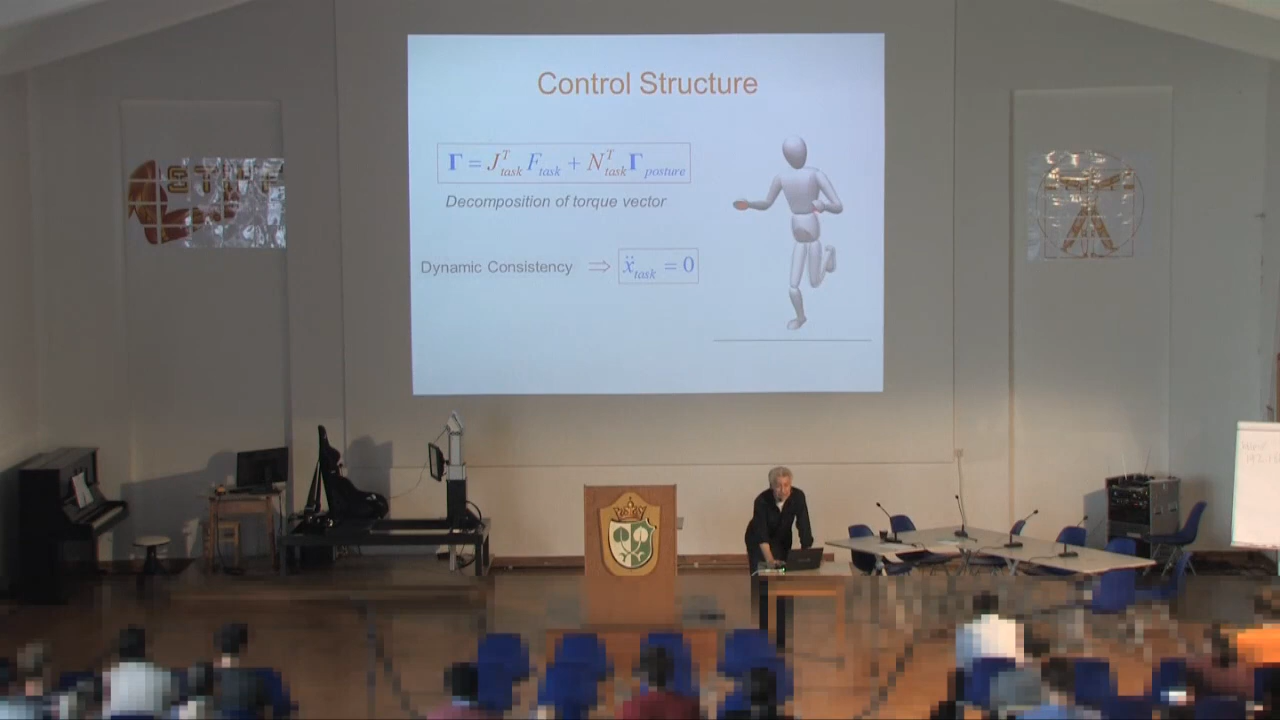 Control Structure
Γ = J^T_task F_task + N^T_task Γ_posture
Decomposition of torque vector
Dynamic Consistency ⇒ ẍ_task = 0